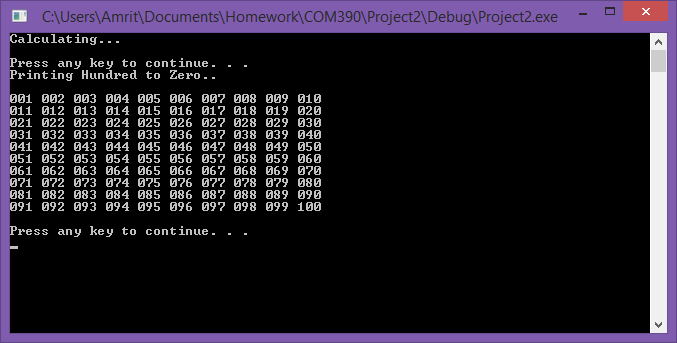 C:\Users\Amrit\Documents\Homework\COM390\Project2\Debug\Project2.exe
Calculating...
Press any key to continue. . .
Printing Hundred to Zero..
001 002 003 004 005 006 007 008 009 010
011 012 013 014 015 016 017 018 019 020
021 022 023 024 025 026 027 028 029 030
031 032 033 034 035 036 037 038 039 040
041 042 043 044 045 046 047 048 049 050
051 052 053 054 055 056 057 058 059 060
061 062 063 064 065 066 067 068 069 070
071 072 073 074 075 076 077 078 079 080
081 082 083 084 085 086 087 088 089 090
091 092 093 094 095 096 097 098 099 100
Press any key to continue. . .